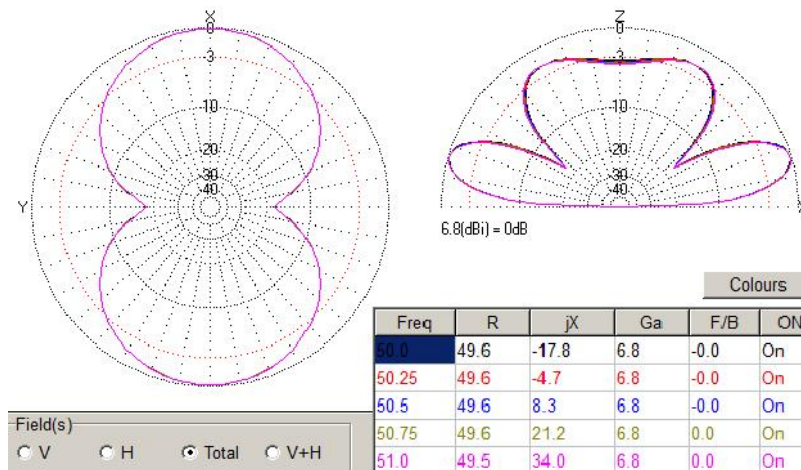 X
0
3
10
20
30
40
Y
Z
0
3
10
20
30
40
6.8(dBi) = 0dB
Colours
Freq R jX Ga F/B ON
50.0 49.6 -17.8 6.8 -0.0 On
50.25 49.6 -4.7 6.8 -0.0 On
50.5 49.6 8.3 6.8 -0.0 On
50.75 49.6 21.2 6.8 0.0 On
51.0 49.5 34.0 6.8 0.0 On
Field(s)
V H Total V+H